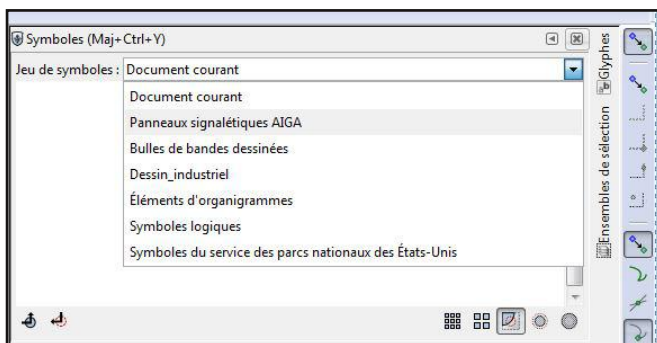 Symboles (Maj+Ctrl+Y)
Jeu de symboles : Document courant
Document courant
Panneaux signalétiques AIGA
Bulles de bandes dessinées
Dessin_industriel
Éléments d'organigrammes
Symboles logiques
Symboles du service des parcs nationaux des États-Unis
Glyphes
Ensembles de sélection